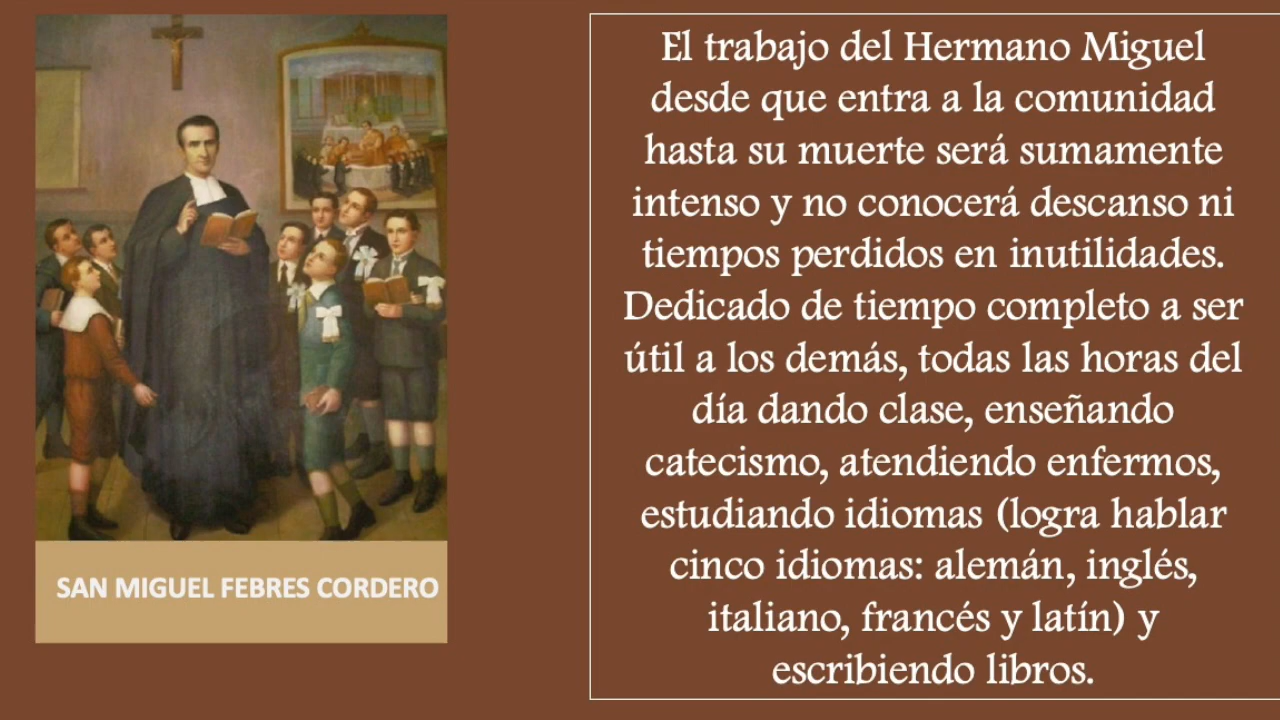 SAN MIGUEL FEBRES CORDERO
El trabajo del Hermano Miguel
desde que entra a la comunidad
hasta su muerte será sumamente
intenso y no conocerá descanso ni
tiempos perdidos en inutilidades.
Dedicado de tiempo completo a ser
útil a los demás, todas las horas del
día dando clase, enseñando
catecismo, atendiendo enfermos,
estudiando idiomas (logra hablar
cinco idiomas: alemán, inglés,
italiano, francés y latín) y
escribiendo libros.